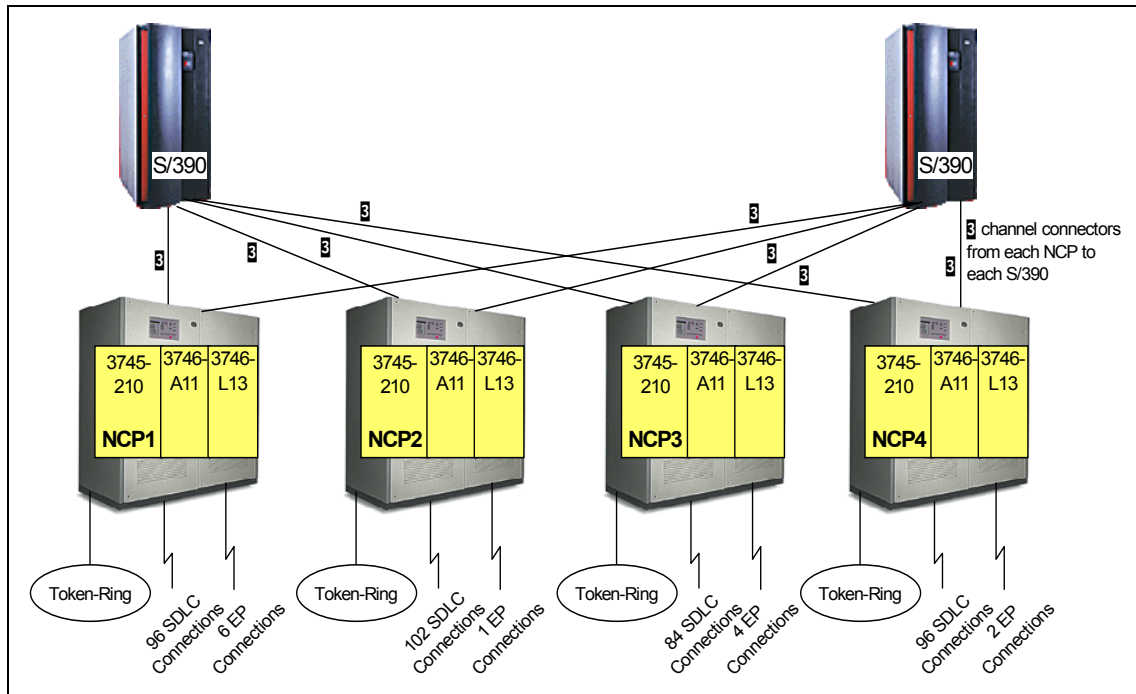 S/390
S/390
3
3
3
3
3
3
3
3
3 channel connectors
from each NCP to
each S/390
3745-
210
NCP1
3746-
A11
3746-
L13
3745-
210
NCP2
3746-
A11
3746-
L13
3745-
210
NCP3
3746-
A11
3746-
L13
3745-
210
NCP4
3746-
A11
3746-
L13
Token-Ring
96 SDLC
Connections
6 EP
Connections
Token-Ring
102 SDLC
Connections
1 EP
Connections
Token-Ring
84 SDLC
Connections
4 EP
Connections
Token-Ring
96 SDLC
Connections
2 EP
Connections